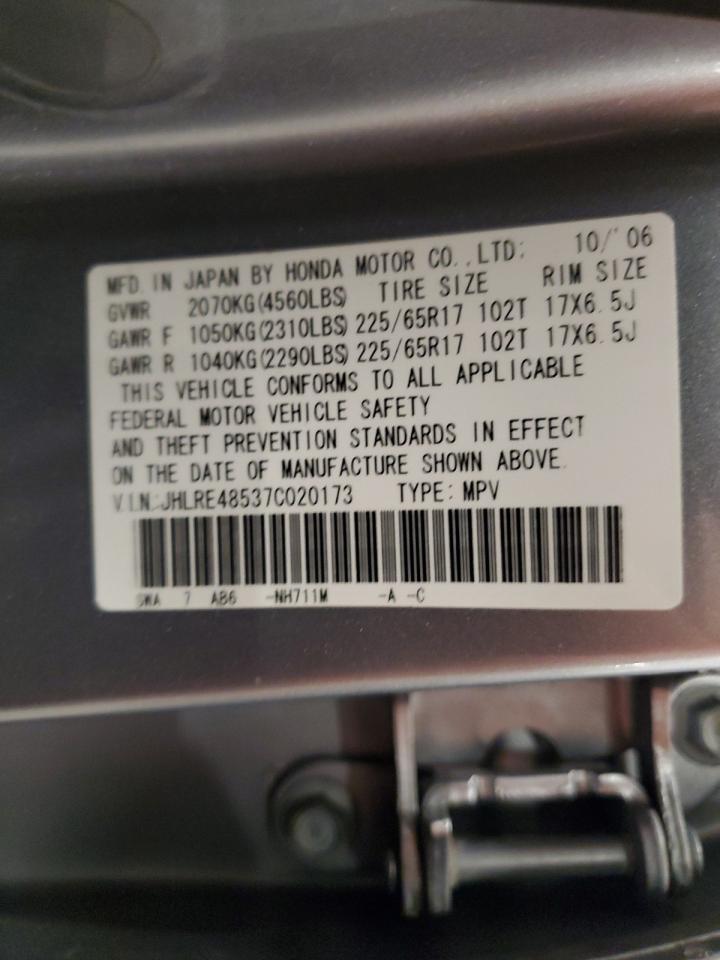 MFD. IN JAPAN BY HONDA MOTOR CO., LTD: 10/'06
GVWR 2070KG(4560LBS) TIRE SIZE RIM SIZE
GAWR F 1050KG(2310LBS) 225/65R17 102T 17X6.5J
GAWR R 1040KG(2290LBS) 225/65R17 102T 17X6.5J
THIS VEHICLE CONFORMS TO ALL APPLICABLE
FEDERAL MOTOR VEHICLE SAFETY
AND THEFT PREVENTION STANDARDS IN EFFECT
ON THE DATE OF MANUFACTURE SHOWN ABOVE.
V.I.N.:JHLRE48537C020173 TYPE: MPV
SWA 7 AB6 -NH711M -A -C